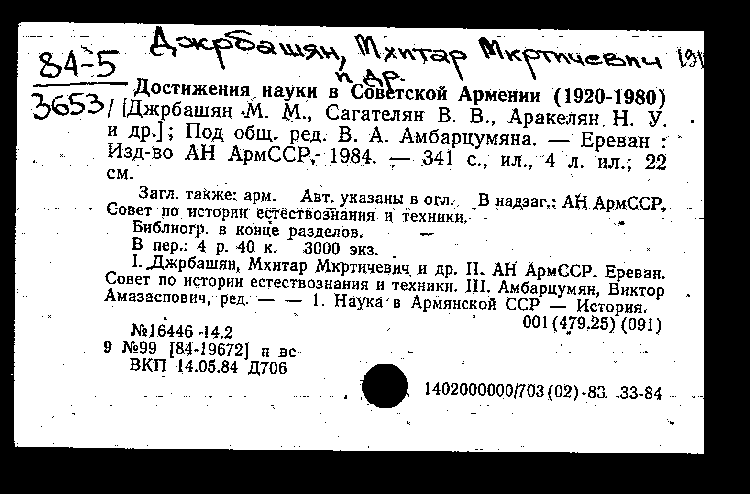 Джрбашян, Мхитар Мкртичевич
и др.
84-5
3653
Достижения науки в Советской Армении (1920-1980)
/ [Джрбашян М. М., Сагателян В. В., Аракелян Н. У.
и др.]; Под общ. ред. В. А. Амбарцумяна. — Ереван :
Изд-во АН АрмССР, 1984. — 341 с., ил., 4 л. ил.; 22
см.
Загл. также: арм. Авт. указаны в огл. В надзаг.: АН АрмССР,
Совет по истории естествознания и техники.
Библиогр. в конце разделов.
В пер.: 4 р. 40 к. 3000 экз.
I. Джрбашян, Мхитар Мкртичевич и др. II. АН АрмССР. Ереван.
Совет по истории естествознания и техники. III. Амбарцумян, Виктор
Амазаспович, ред. — — 1. Наука в Армянской ССР — История.
001 (479.25) (091)
№16446 -14.2
9 №99 [84-19672] п вс
ВКП 14.05.84 Д706
1402000000/703 (02) -83. 33-84